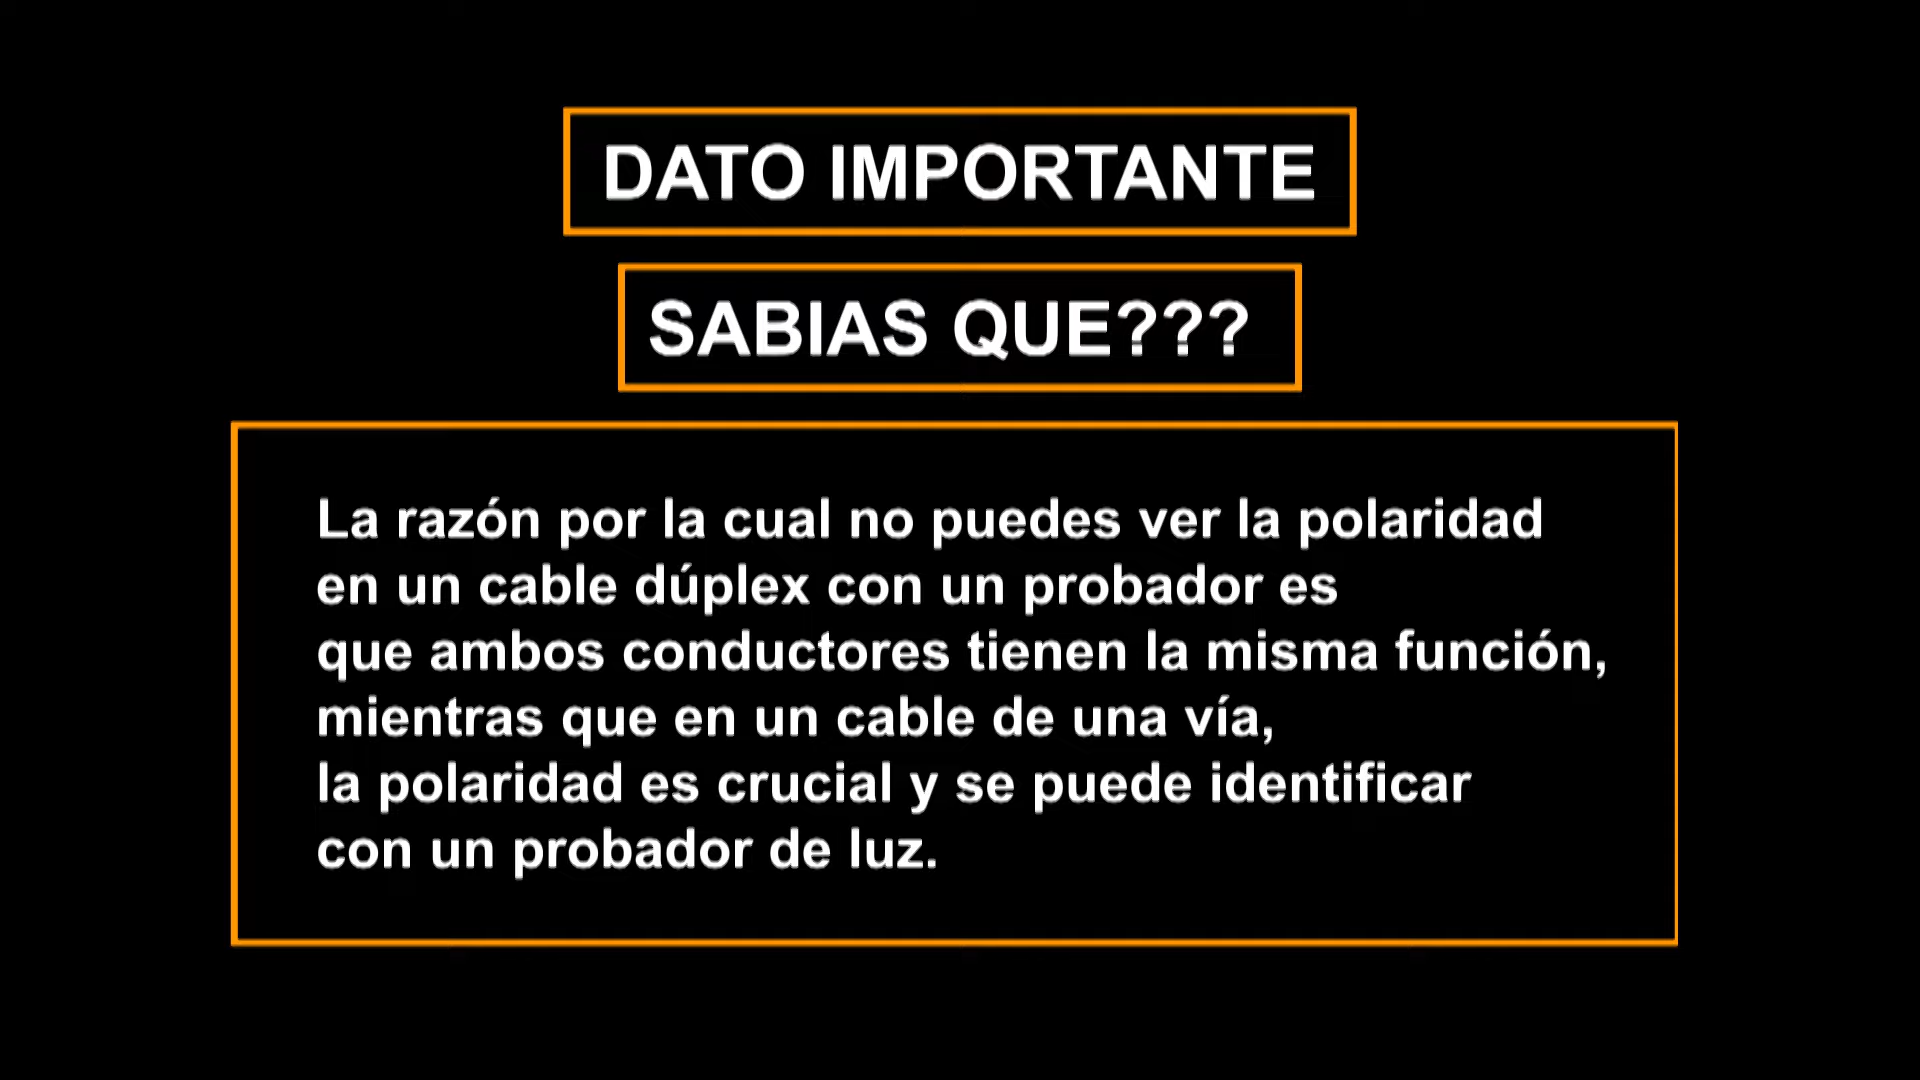 DATO IMPORTANTE
SABIAS QUE???
La razón por la cual no puedes ver la polaridad
en un cable dúplex con un probador es
que ambos conductores tienen la misma función,
mientras que en un cable de una vía,
la polaridad es crucial y se puede identificar
con un probador de luz.